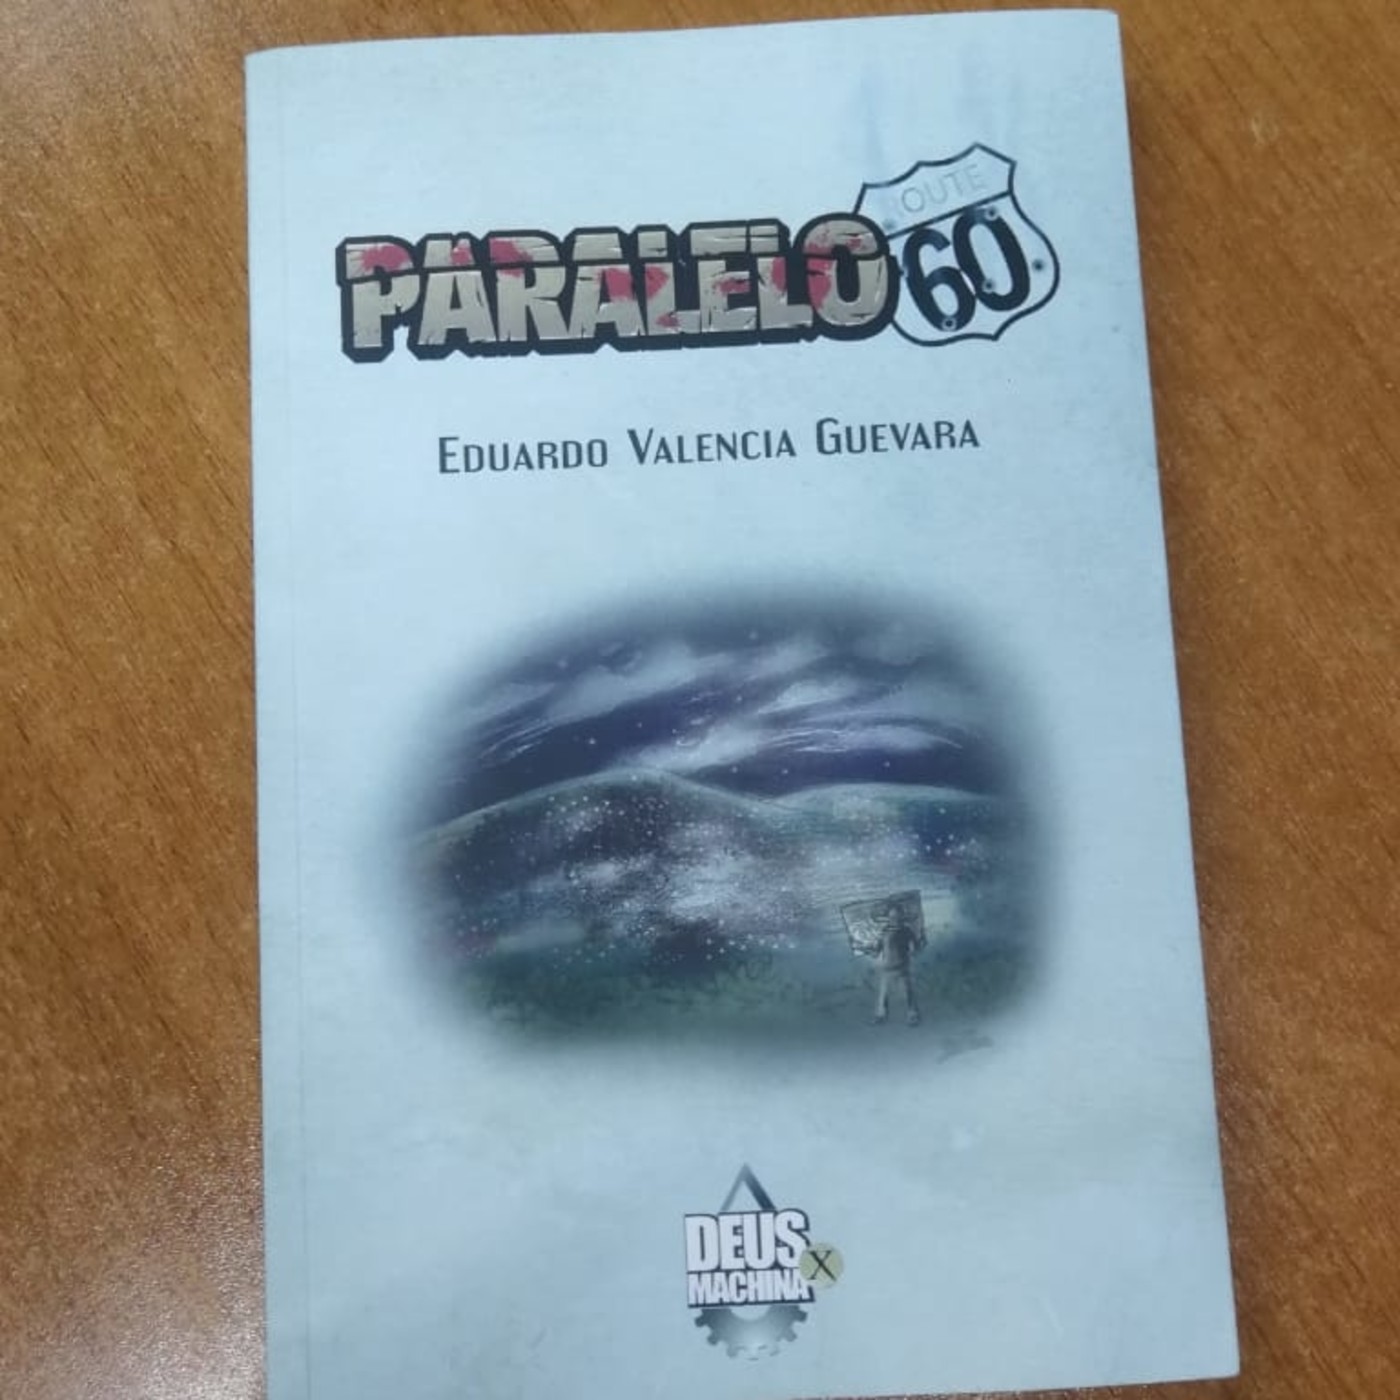 ROUTE
PARALELO 60
EDUARDO VALENCIA GUEVARA
DEUS X
MACHINA